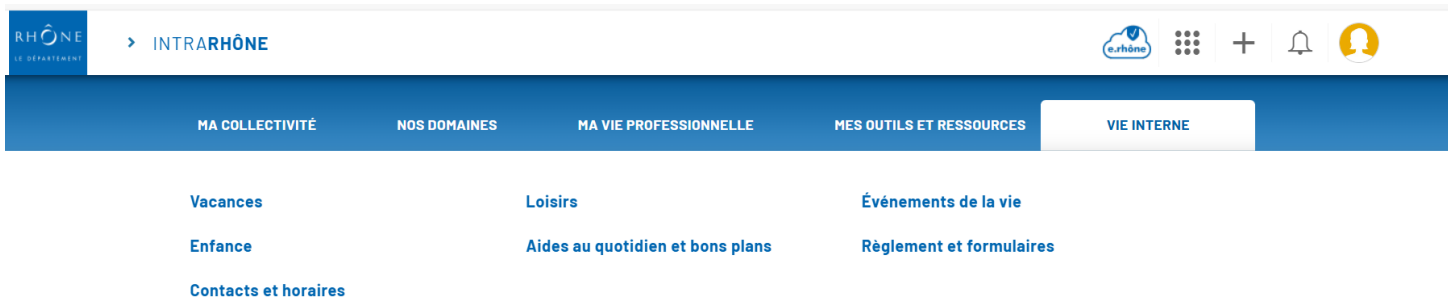 RHÔNE
LE DÉPARTEMENT
INTRARHÔNE
e.rhône
MA COLLECTIVITÉ
NOS DOMAINES
MA VIE PROFESSIONNELLE
MES OUTILS ET RESSOURCES
VIE INTERNE
Vacances
Loisirs
Événements de la vie
Enfance
Aides au quotidien et bons plans
Règlement et formulaires
Contacts et horaires